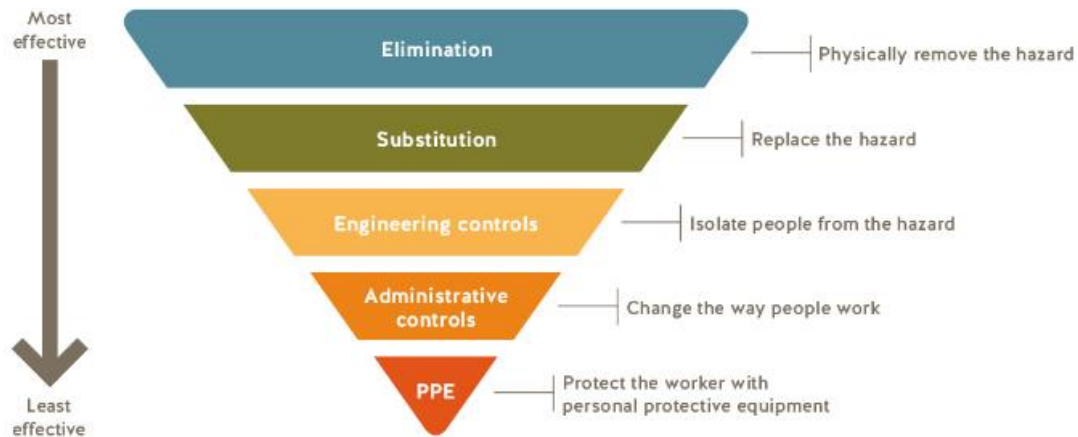 Most
effective
Elimination
Physically remove the hazard
Substitution
Replace the hazard
Engineering controls
Isolate people from the hazard
Administrative
controls
Change the way people work
PPE
Protect the worker with
personal protective equipment
Least
effective